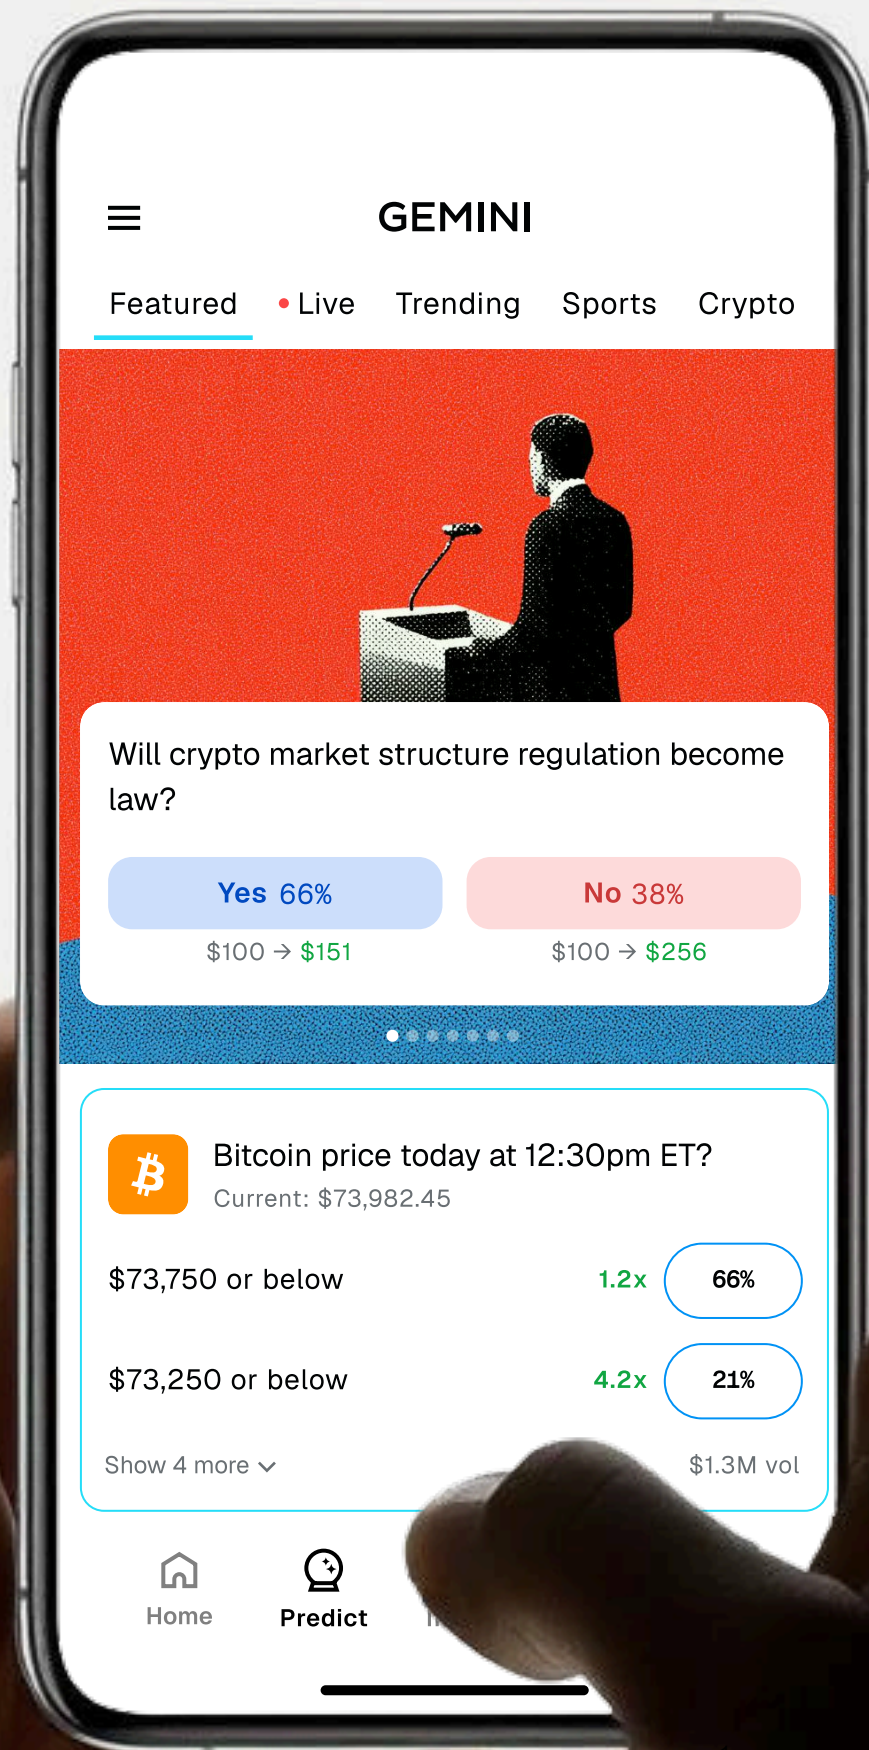 GEMINI
Featured
Live
Trending
Sports
Crypto
Will crypto market structure regulation become
law?
Yes 66%
No 38%
$100 → $151
$100 → $256
Bitcoin price today at 12:30pm ET?
Current: $73,982.45
$73,750 or below
1.2x
66%
$73,250 or below
4.2x
21%
Show 4 more
$1.3M vol
Home
Predict